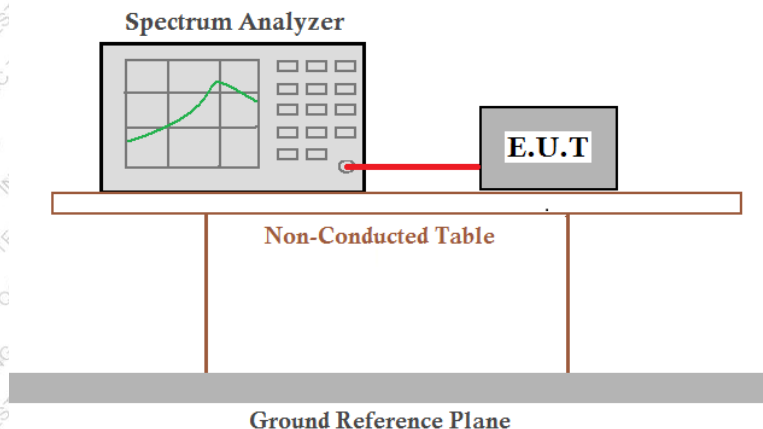 Spectrum Analyzer
E.U.T
Non-Conducted Table
Ground Reference Plane